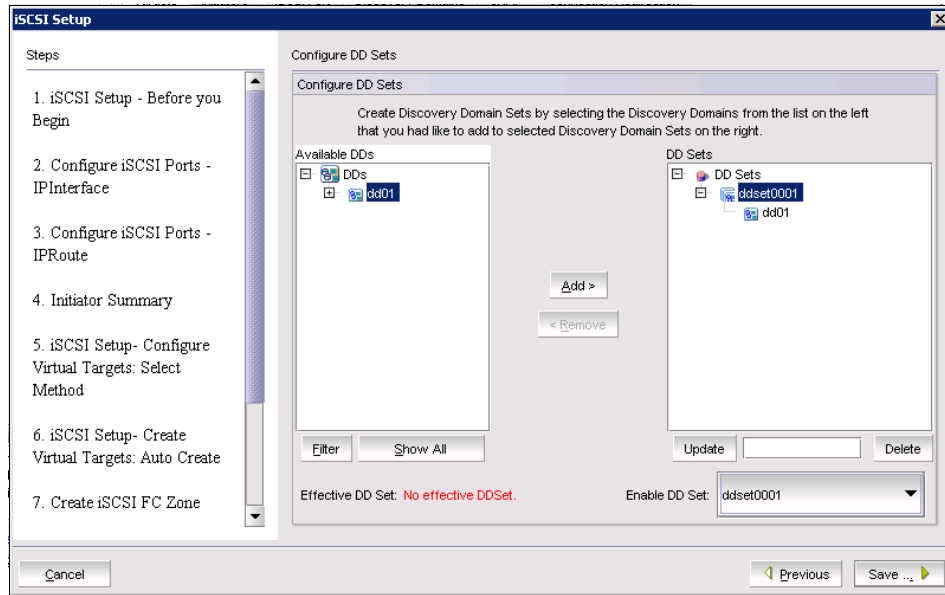 iSCSI Setup
Steps
1. iSCSI Setup - Before you
Begin
2. Configure iSCSI Ports -
IPInterface
3. Configure iSCSI Ports -
IPRoute
4. Initiator Summary
5. iSCSI Setup- Configure
Virtual Targets: Select
Method
6. iSCSI Setup- Create
Virtual Targets: Auto Create
7. Create iSCSI FC Zone
Configure DD Sets
Configure DD Sets
Create Discovery Domain Sets by selecting the Discovery Domains from the list on the left
that you had like to add to selected Discovery Domain Sets on the right.
Available DDs
DDs
dd01
Add >
< Remove
DD Sets
DD Sets
ddset0001
dd01
Filter
Show All
Update
Delete
Effective DD Set: No effective DDSet.
Enable DD Set: ddset0001
Cancel
Previous
Save ...